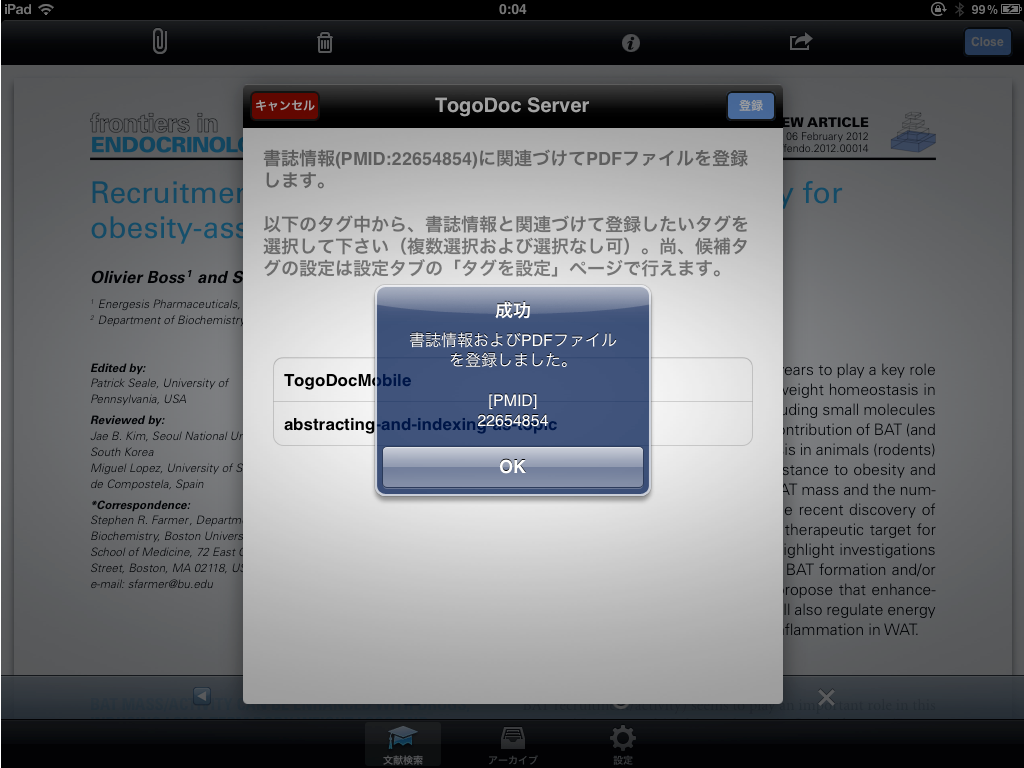 iPad 0:04 99%
Close
キャンセル TogoDoc Server 登録
書誌情報(PMID:22654854)に関連づけてPDFファイルを登録
します。
以下のタグ中から、書誌情報と関連づけて登録したいタグを
選択して下さい（複数選択および選択なし可）。尚、候補タ
グの設定は設定タブの「タグを設定」ページで行えます。
成功
書誌情報およびPDFファイル
を登録しました。
[PMID]
22654854
OK
TogoDocMobile
abstracting-and-indexing-as-topic
frontiers in
ENDOCRINOLO
EW ARTICLE
06 February 2012
fendo.2012.00014
Recruitmen
y for
obesity-ass
Olivier Boss¹ and S
¹ Energesis Pharmaceuticals,
² Department of Biochemistry
Edited by:
Patrick Seale, University of
Pennsylvania, USA
Reviewed by:
Jae B. Kim, Seoul National Un
South Korea
Miguel Lopez, University of S
de Compostela, Spain
*Correspondence:
Stephen R. Farmer, Departm
Biochemistry, Boston Univers
School of Medicine, 72 East C
Street, Boston, MA 02118, US
e-mail: sfarmer@bu.edu
ears to play a key role
weight homeostasis in
uding small molecules
ontribution of BAT (and
is in animals (rodents)
stance to obesity and
AT mass and the num-
e recent discovery of
therapeutic target for
ighlight investigations
BAT formation and/or
propose that enhance-
ll also regulate energy
nflammation in WAT.
文献検索 アーカイブ 設定